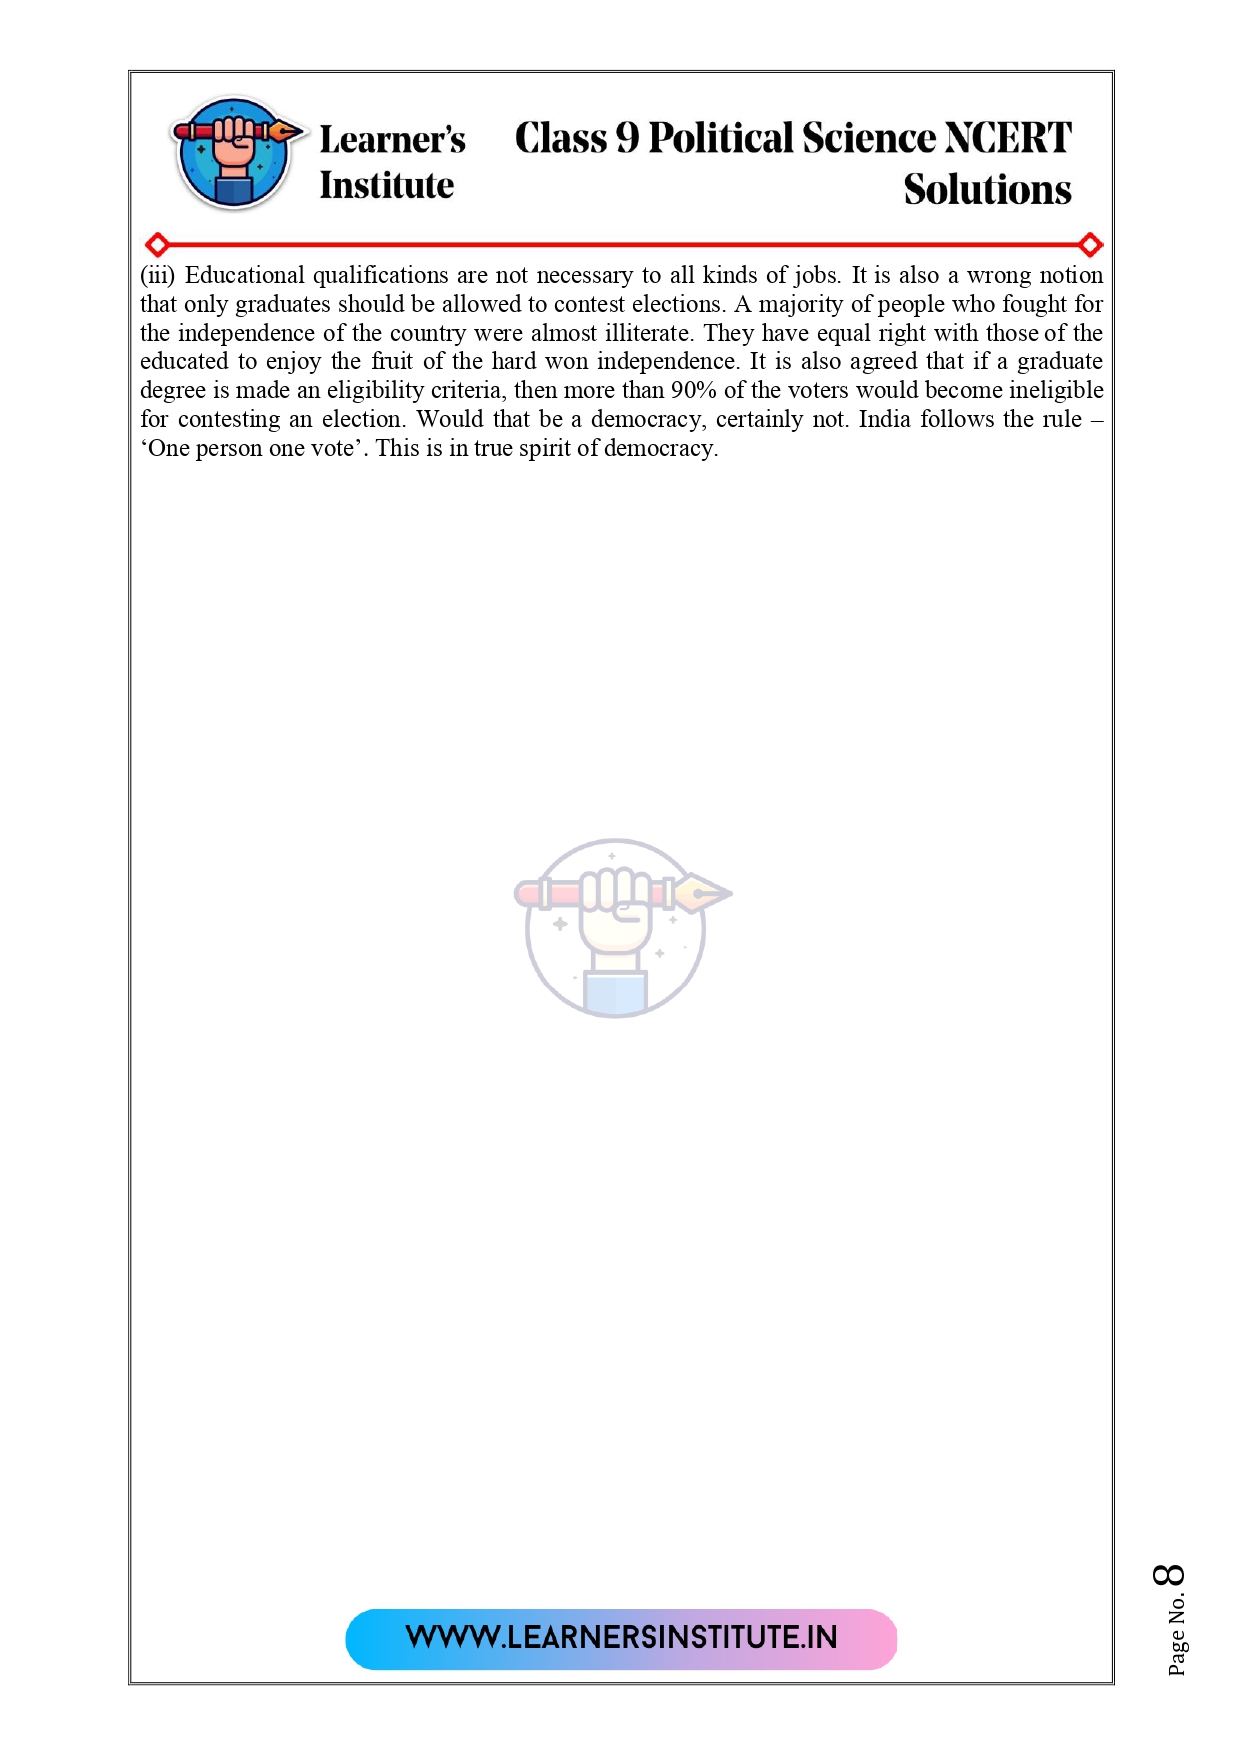 Learner’s
Institute
Class 9 Political Science NCERT
Solutions
(iii) Educational qualifications are not necessary to all kinds of jobs. It is also a wrong notion
that only graduates should be allowed to contest elections. A majority of people who fought for
the independence of the country were almost illiterate. They have equal right with those of the
educated to enjoy the fruit of the hard won independence. It is also agreed that if a graduate
degree is made an eligibility criteria, then more than 90% of the voters would become ineligible
for contesting an election. Would that be a democracy, certainly not. India follows the rule –
‘One person one vote’. This is in true spirit of democracy.
WWW.LEARNERSINSTITUTE.IN
Page No. 8